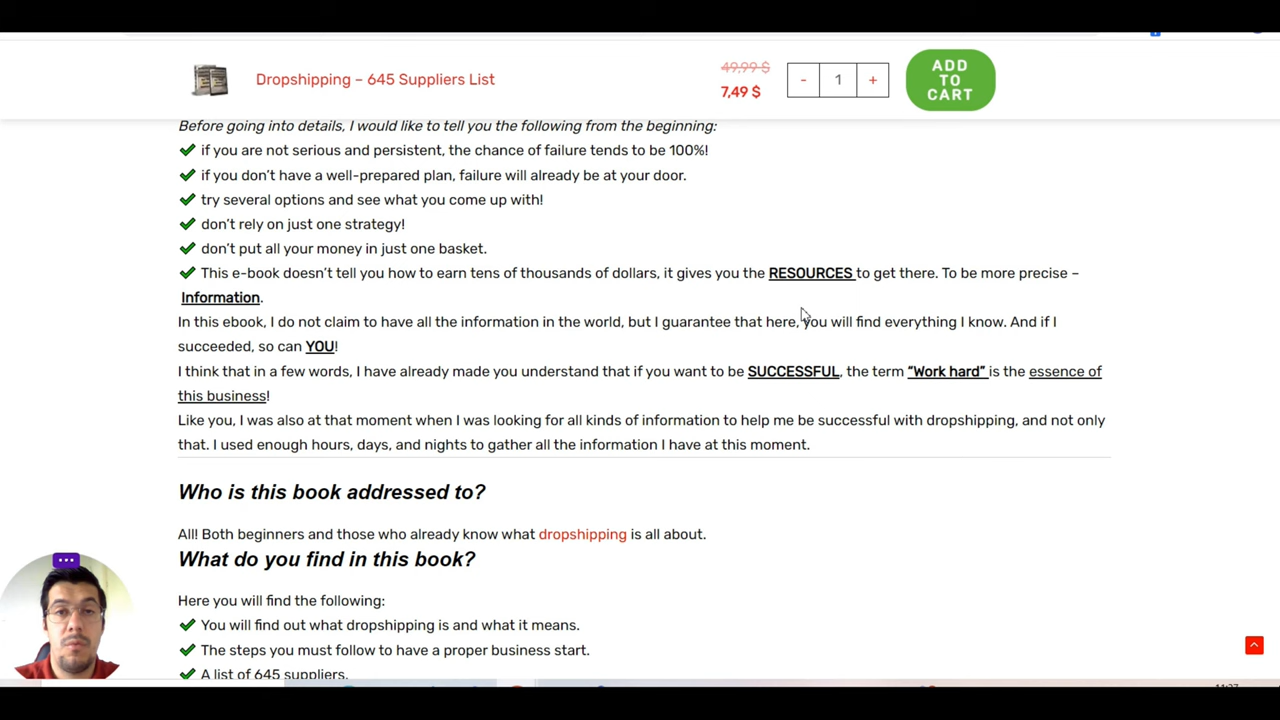 Dropshipping – 645 Suppliers List
49,99 $
7,49 $
- 1 +
ADD
TO
CART
Before going into details, I would like to tell you the following from the beginning:
if you are not serious and persistent, the chance of failure tends to be 100%!
if you don’t have a well-prepared plan, failure will already be at your door.
try several options and see what you come up with!
don’t rely on just one strategy!
don’t put all your money in just one basket.
This e-book doesn’t tell you how to earn tens of thousands of dollars, it gives you the RESOURCES to get there. To be more precise –
Information.
In this ebook, I do not claim to have all the information in the world, but I guarantee that here, you will find everything I know. And if I
succeeded, so can YOU!
I think that in a few words, I have already made you understand that if you want to be SUCCESSFUL, the term “Work hard” is the essence of
this business!
Like you, I was also at that moment when I was looking for all kinds of information to help me be successful with dropshipping, and not only
that. I used enough hours, days, and nights to gather all the information I have at this moment.
Who is this book addressed to?
All! Both beginners and those who already know what dropshipping is all about.
What do you find in this book?
Here you will find the following:
You will find out what dropshipping is and what it means.
The steps you must follow to have a proper business start.
A list of 645 suppliers.